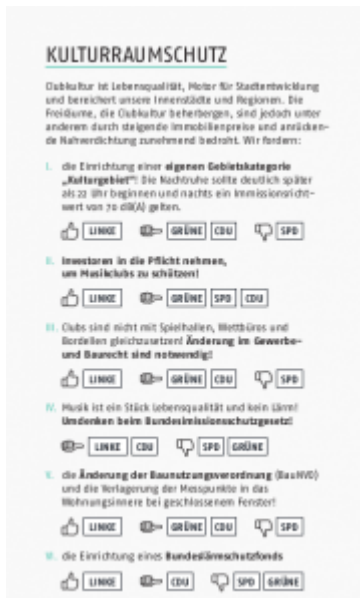 KULTURRAUMSCHUTZ
Clubkultur ist Lebensqualität, Motor für Stadtentwicklung
und bereichert unsere Innenstädte und Regionen. Die
Freiräume, die Clubkultur beherbergen, sind jedoch unter
anderem durch steigende Immobilienpreise und anrücken-
de Nahverdichtung zunehmend bedroht. Wir fordern:
I. die Einrichtung einer eigenen Gebietskategorie
„Kulturgebiet“! Die Nachtruhe sollte deutlich später
als 22 Uhr beginnen und nachts ein Immissionsricht-
wert von 70 dB(A) gelten.
LINKE GRÜNE CDU SPD
II. Investoren in die Pflicht nehmen,
um Musikclubs zu schützen!
LINKE GRÜNE SPD CDU
III. Clubs sind nicht mit Spielhallen, Wettbüros und
Bordellen gleichzusetzen! Änderung im Gewerbe-
und Baurecht sind notwendig!
LINKE GRÜNE CDU SPD
IV. Musik ist ein Stück Lebensqualität und kein Lärm!
Umdenken beim Bundesimmissionsschutzgesetz!
LINKE CDU SPD GRÜNE
V. die Änderung der Baunutzungsverordnung (BauNVO)
und die Verlagerung der Messpunkte in das
Wohnungsinnere bei geschlossenem Fenster!
LINKE GRÜNE CDU SPD
VI. die Einrichtung eines Bundeslärmschutzfonds
LINKE CDU SPD GRÜNE